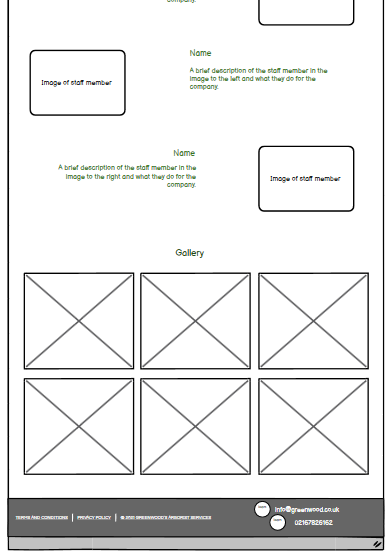 company.
Name
Image of staff member
A brief description of the staff member in the
image to the left and what they do for the
company.
Name
A brief description of the staff member in the
image to the right and what they do for the
company.
Image of staff member
Gallery
info@greenwood.co.uk
TERMS AND CONDITIONS | PRIVACY POLICY | © 2021 GREENWOOD'S ARBORIST SERVICES
02167826162